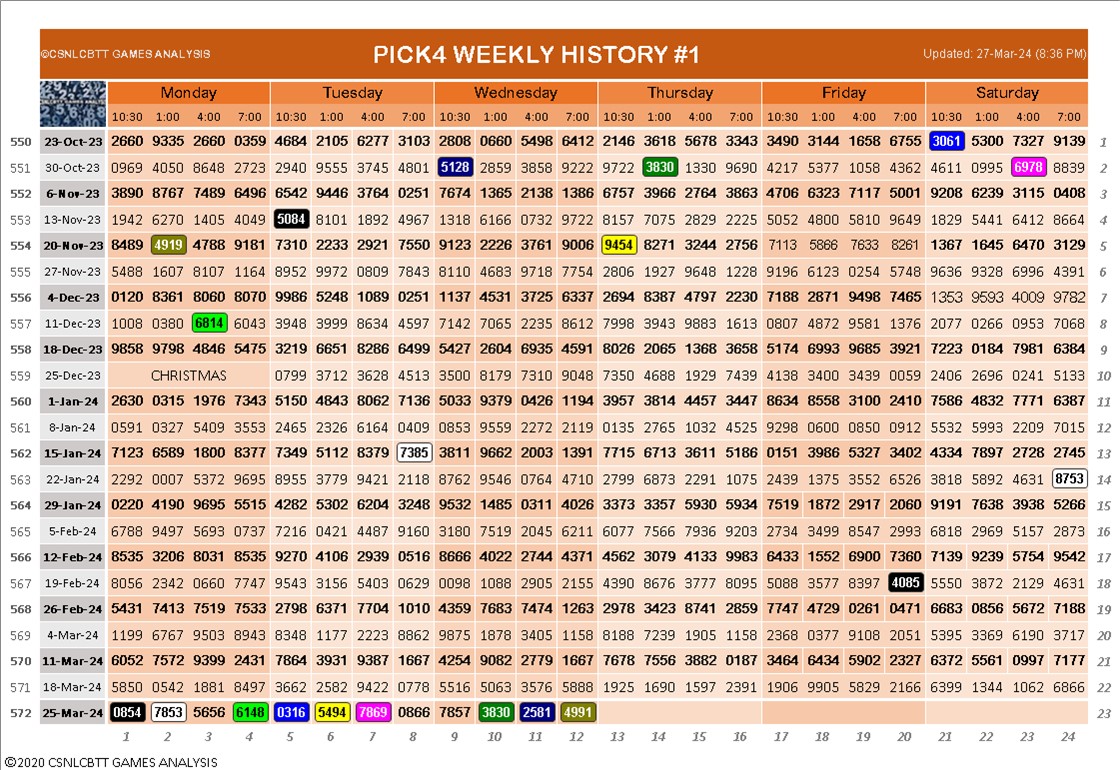 ©CSNLCBTT GAMES ANALYSIS PICK4 WEEKLY HISTORY #1 Updated: 27-Mar-24 (8:36 PM)
Monday Tuesday Wednesday Thursday Friday Saturday
10:30 1:00 4:00 7:00 10:30 1:00 4:00 7:00 10:30 1:00 4:00 7:00 10:30 1:00 4:00 7:00 10:30 1:00 4:00 7:00 10:30 1:00 4:00 7:00
550 23-Oct-23 2660 9335 2660 0359 4684 2105 6277 3103 2808 0660 5498 6412 2146 3618 5678 3343 3490 3144 1658 6755 3061 5300 7327 9139 1
551 30-Oct-23 0969 4050 8648 2723 2940 9555 3745 4801 5128 2859 3858 9222 9722 3830 1330 9690 4217 5377 1058 4362 4611 0995 6978 8839 2
552 6-Nov-23 3890 8767 7489 6496 6542 9446 3764 0251 7674 1365 2138 1386 6757 3966 2764 3863 4706 6323 7117 5001 9208 6239 3115 0408 3
553 13-Nov-23 1942 6270 1405 4049 5084 8101 1892 4967 1318 6166 0732 9722 8157 7075 2829 2225 5052 4800 5810 9649 1829 5441 6412 8664 4
554 20-Nov-23 8489 4919 4788 9181 7310 2233 2921 7550 9123 2226 3761 9006 9454 8271 3244 2756 7113 5866 7633 8261 1367 1645 6470 3129 5
555 27-Nov-23 5488 1607 8107 1164 8952 9972 0809 7843 8110 4683 9718 7754 2806 1927 9648 1228 9196 6123 0254 5748 9636 9328 6996 4391 6
556 4-Dec-23 0120 8361 8060 8070 9986 5248 1089 0251 1137 4531 3725 6337 2694 8387 4797 2230 7188 2871 9498 7465 1353 9593 4009 9782 7
557 11-Dec-23 1008 0380 6814 6043 3948 3999 8634 4597 7142 7065 2235 8612 7998 3943 9883 1613 0807 4872 9581 1376 2077 0266 0953 7068 8
558 18-Dec-23 9858 9798 4846 5475 3219 6651 8286 6499 5427 2604 6935 4591 8026 2065 1368 3658 5174 6993 9685 3921 7223 0184 7981 6384 9
559 25-Dec-23 CHRISTMAS 0799 3712 3628 4513 3500 8179 7310 9048 7350 4688 1929 7439 4138 3400 3439 0059 2406 2696 0241 5133 10
560 1-Jan-24 2630 0315 1976 7343 5150 4843 8062 7136 5033 9379 0426 1194 3957 3814 4457 3447 8634 8558 3100 2410 7586 4832 7771 6387 11
561 8-Jan-24 0591 0327 5409 3553 2465 2326 6164 0409 0853 9559 2272 2119 0135 2765 1032 4525 9298 0600 0850 0912 5532 5993 2209 7015 12
562 15-Jan-24 7123 6589 1800 8377 7349 5112 8379 7385 3811 9662 2003 1391 7715 6713 3611 5186 0151 3986 5327 3402 4334 7897 2728 2745 13
563 22-Jan-24 2292 0007 5372 9695 8955 3779 9421 2118 8762 9546 0764 4710 2799 6873 2291 1075 2439 1375 3552 6526 3818 5892 4631 8753 14
564 29-Jan-24 0220 4190 9695 5515 4282 5302 6204 3248 9532 1485 0311 4026 3373 3357 5930 5934 7519 1872 2917 2060 9191 7638 3938 5266 15
565 5-Feb-24 6788 9497 5693 0737 7216 0421 4487 9160 3180 7519 2045 6211 6077 7566 7936 9203 2734 3499 8547 2993 6818 2969 5157 2873 16
566 12-Feb-24 8535 3206 8031 8535 9270 4106 2939 0516 8666 4022 2744 4371 4562 3079 4133 9983 6433 1552 6900 7360 7139 9239 5754 9542 17
567 19-Feb-24 8056 2342 0660 7747 9543 3156 5403 0629 0098 1088 2905 2155 4390 8676 3777 8095 5088 3577 8397 4085 5550 3872 2129 4631 18
568 26-Feb-24 5431 7413 7519 7533 2798 6371 7704 1010 4359 7683 7474 1263 2978 3423 8741 2859 7747 4729 0261 0471 6683 0856 5672 7188 19
569 4-Mar-24 1199 6767 9503 8943 8348 1177 2223 8862 9875 1878 3405 1158 8188 7239 1905 1158 2368 0377 9108 2051 5395 3369 6190 3717 20
570 11-Mar-24 6052 7572 9399 2431 7864 3931 9387 1667 4254 9082 2779 1667 7678 7556 3882 0187 3464 6434 5902 2327 6372 5561 0997 7177 21
571 18-Mar-24 5850 0542 1881 8497 3662 2582 9422 0778 5516 5063 3576 5888 1925 1690 1597 2391 1906 9905 5829 2166 6399 1344 1062 6866 22
572 25-Mar-24 0854 7853 5656 6148 0316 5494 7869 0866 7857 3830 2581 4991 23
1 2 3 4 5 6 7 8 9 10 11 12 13 14 15 16 17 18 19 20 21 22 23 24
©2020 CSNLCBTT GAMES ANALYSIS